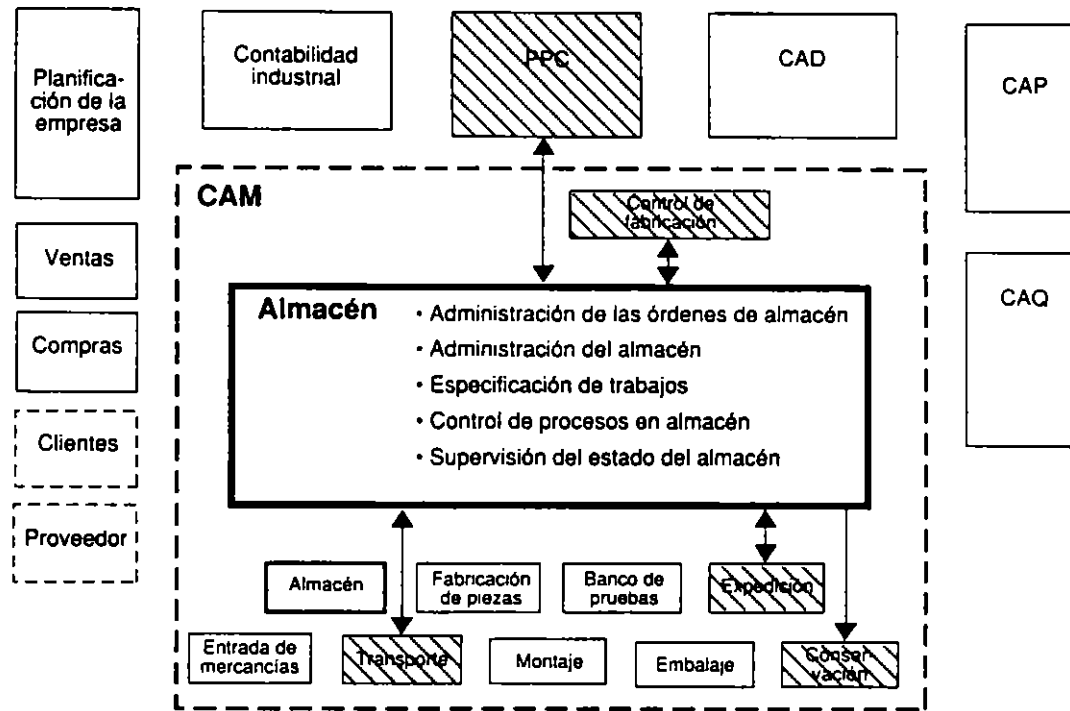 Planifica-
ción de la
empresa
Contabilidad
industrial
PPC
CAD
CAP
CAM
Control de
fabricación
Ventas
CAQ
Almacén
• Administración de las órdenes de almacén
• Administración del almacén
• Especificación de trabajos
• Control de procesos en almacén
• Supervisión del estado del almacén
Compras
Clientes
Proveedor
Almacén
Fabricación
de piezas
Banco de
pruebas
Expedición
Entrada de
mercancías
Transporte
Montaje
Embalaje
Conser-
vación